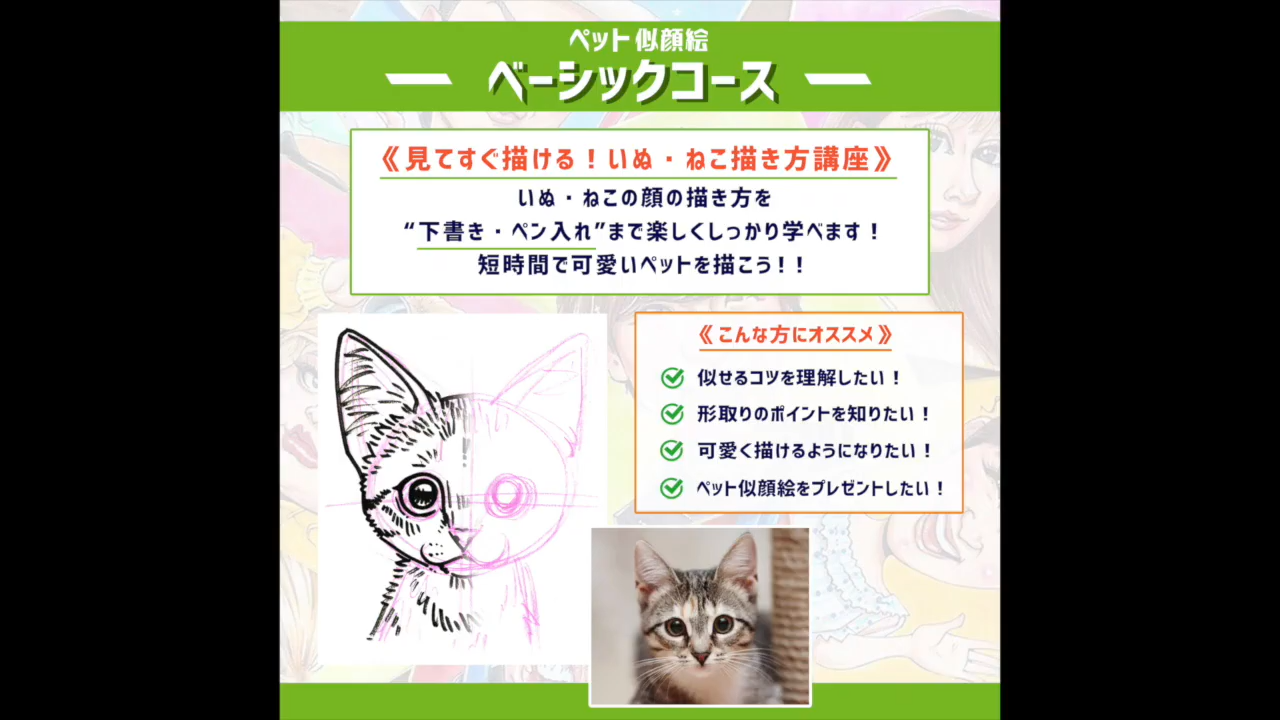 ペット似顔絵
ベーシックコース
《見てすぐ描ける！いぬ・ねこ描き方講座》
いぬ・ねこの顔の描き方を
“下書き・ペン入れ”まで楽しくしっかり学べます！
短時間で可愛いペットを描こう！！
《こんな方にオススメ》
似せるコツを理解したい！
形取りのポイントを知りたい！
可愛く描けるようになりたい！
ペット似顔絵をプレゼントしたい！